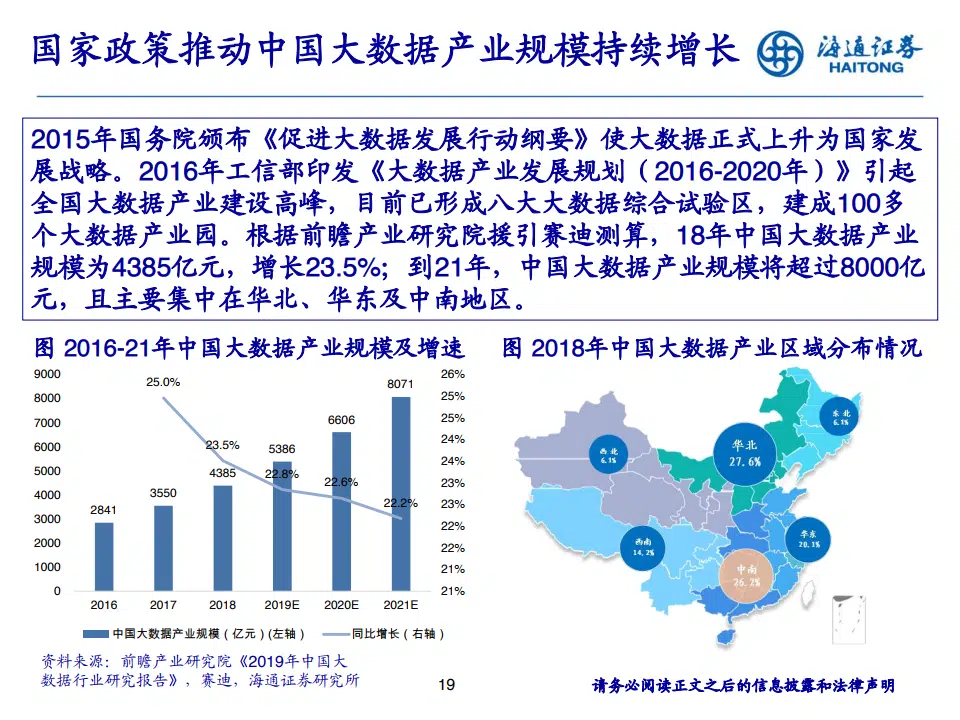 国家政策推动中国大数据产业规模持续增长
海通证券
HAITONG
2015年国务院颁布《促进大数据发展行动纲要》使大数据正式上升为国家发
展战略。2016年工信部印发《大数据产业发展规划（2016-2020年）》引起
全国大数据产业建设高峰，目前已形成八大大数据综合试验区，建成100多
个大数据产业园。根据前瞻产业研究院援引赛迪测算，18年中国大数据产业
规模为4385亿元，增长23.5%；到21年，中国大数据产业规模将超过8000亿
元，且主要集中在华北、华东及中南地区。
图 2016-21年中国大数据产业规模及增速
9000
8000
7000
6000
5000
4000
3000
2000
1000
0
26%
25%
25%
24%
24%
23%
23%
22%
22%
21%
21%
25.0%
23.5%
22.8%
22.6%
22.2%
2841
3550
4385
5386
6606
8071
2016 2017 2018 2019E 2020E 2021E
中国大数据产业规模（亿元）(左轴） 同比增长（右轴）
图 2018年中国大数据产业区域分布情况
东北
6.1%
华北
27.6%
西北
6.1%
华东
20.1%
西南
14.2%
中南
26.2%
资料来源：前瞻产业研究院《2019年中国大
数据行业研究报告》，赛迪，海通证券研究所
19
请务必阅读正文之后的信息披露和法律声明